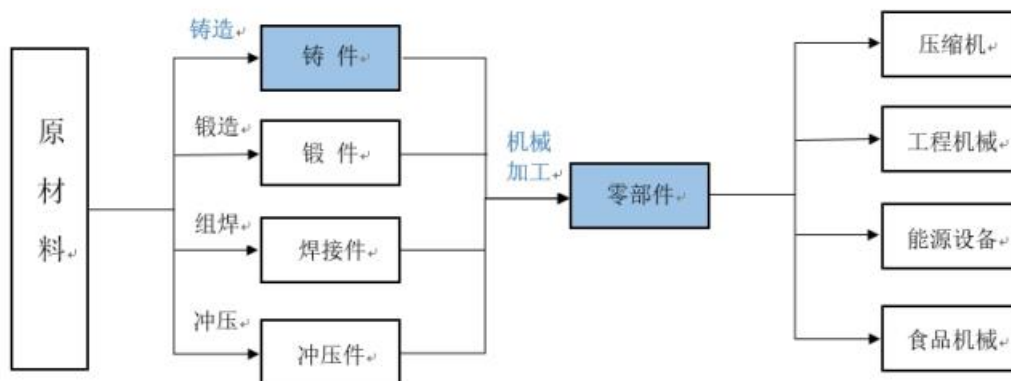 原材料
铸造
铸 件
锻造
锻 件
组焊
焊接件
冲压
冲压件
机械
加工
零部件
压缩机
工程机械
能源设备
食品机械